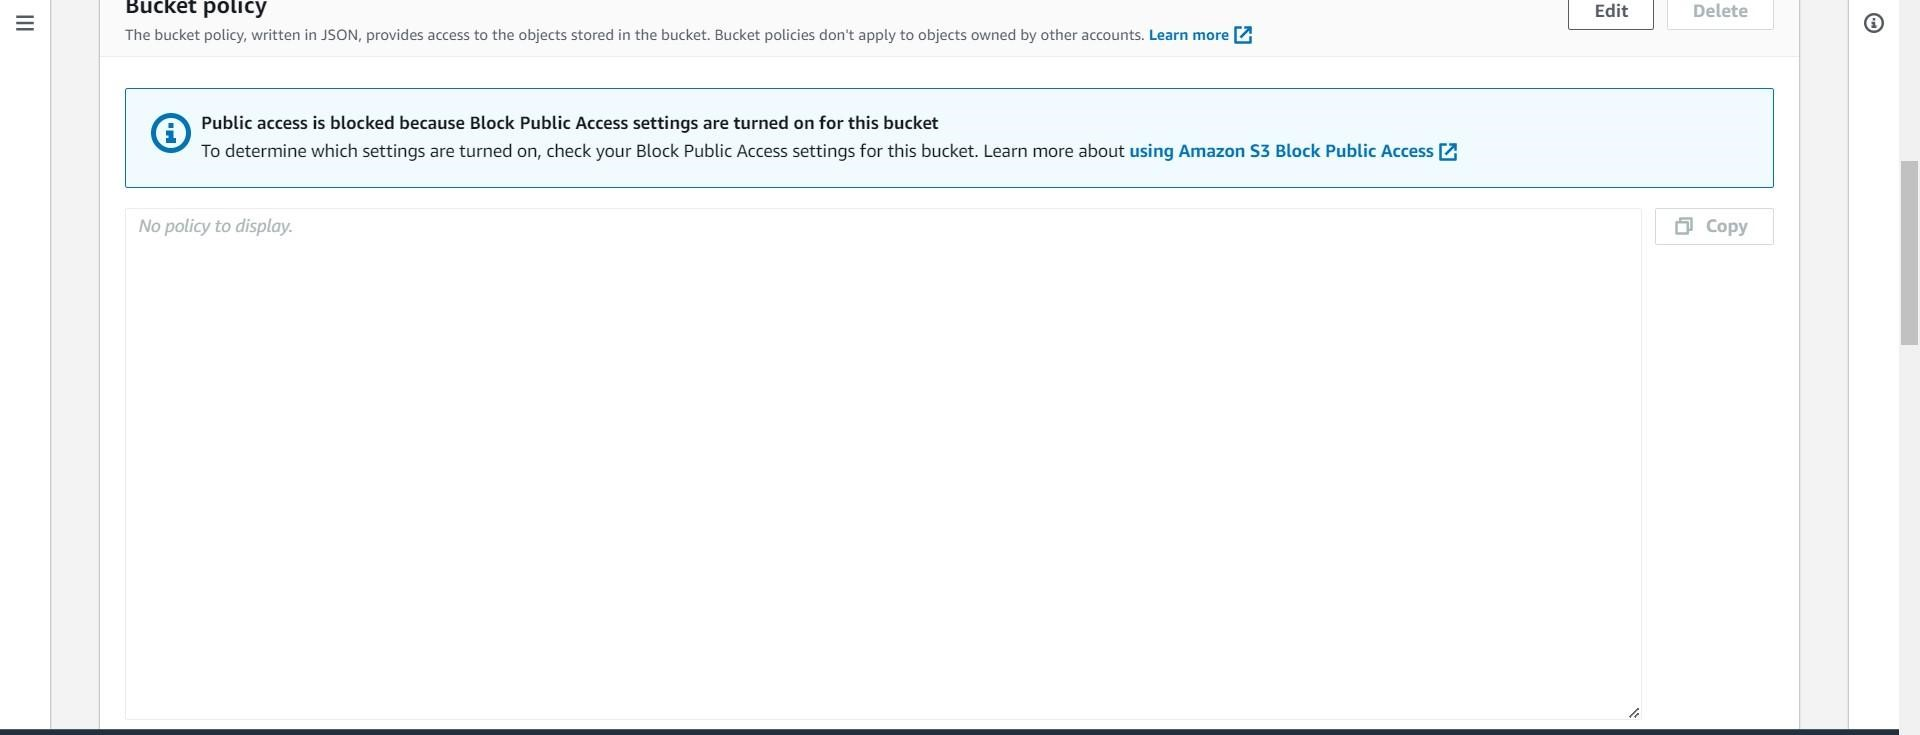 Bucket policy
Edit
Delete
The bucket policy, written in JSON, provides access to the objects stored in the bucket. Bucket policies don't apply to objects owned by other accounts. Learn more
Public access is blocked because Block Public Access settings are turned on for this bucket
To determine which settings are turned on, check your Block Public Access settings for this bucket. Learn more about using Amazon S3 Block Public Access
No policy to display.
Copy